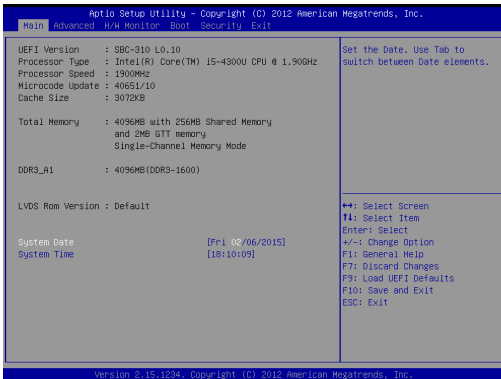 Aptio Setup Utility – Copyright (C) 2012 American Megatrends, Inc.
Main Advanced H/W Monitor Boot Security Exit
UEFI Version : SBC-310 L0.10
Processor Type : Intel(R) Core(TM) i5-4300U CPU @ 1.90GHz
Processor Speed : 1900MHz
Microcode Update : 40651/10
Cache Size : 3072KB
Total Memory : 4096MB with 256MB Shared Memory
and 2MB GTT memory
Single-Channel Memory Mode
DDR3_A1 : 4096MB(DDR3-1600)
LVDS Rom Version : Default
System Date [Fri 02/06/2015]
System Time [18:10:09]
Set the Date. Use Tab to
switch between Date elements.
↔: Select Screen
↑↓: Select Item
Enter: Select
+/-: Change Option
F1: General Help
F7: Discard Changes
F9: Load UEFI Defaults
F10: Save and Exit
ESC: Exit
Version 2.15.1234. Copyright (C) 2012 American Megatrends, Inc.